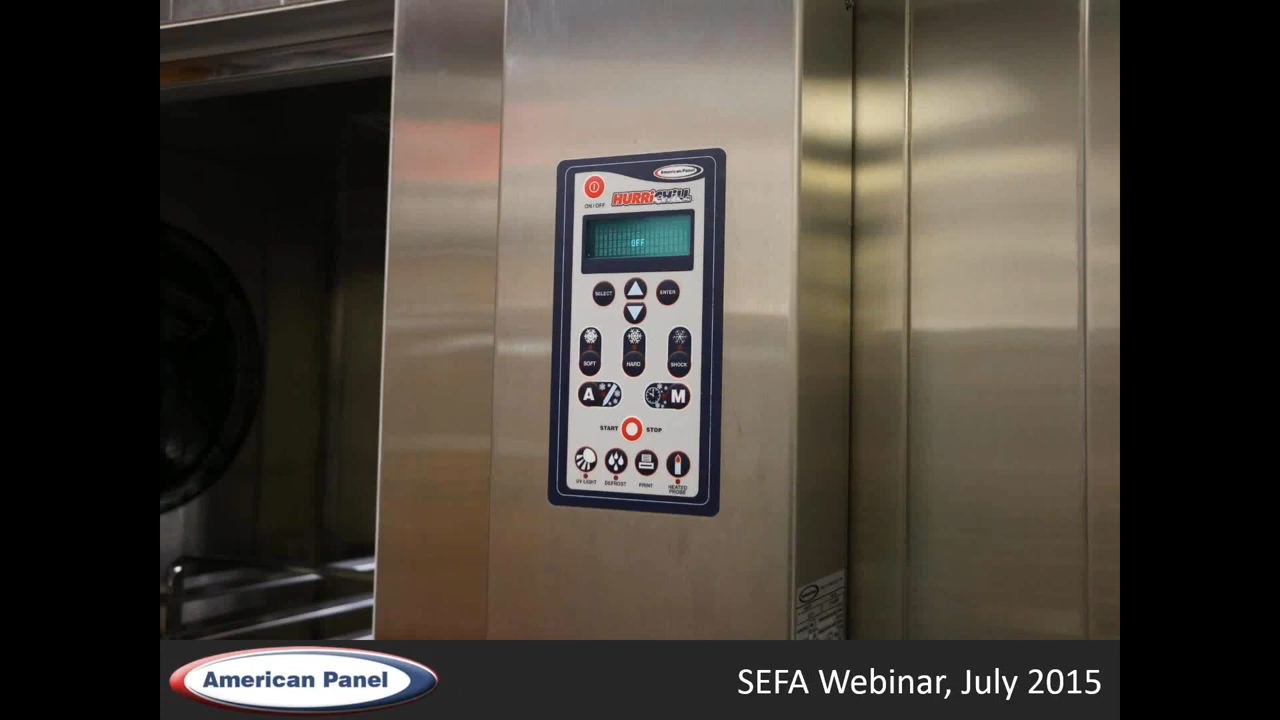 American Panel
ON / OFF
HURRiCHiLL
OFF
SELECT
ENTER
SOFT
HARD
SHOCK
A
M
START
STOP
UV LIGHT
DEFROST
PRINT
HEATED
PROBE
American Panel
SEFA Webinar, July 2015